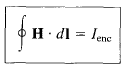 ∮ H · dl = I_enc